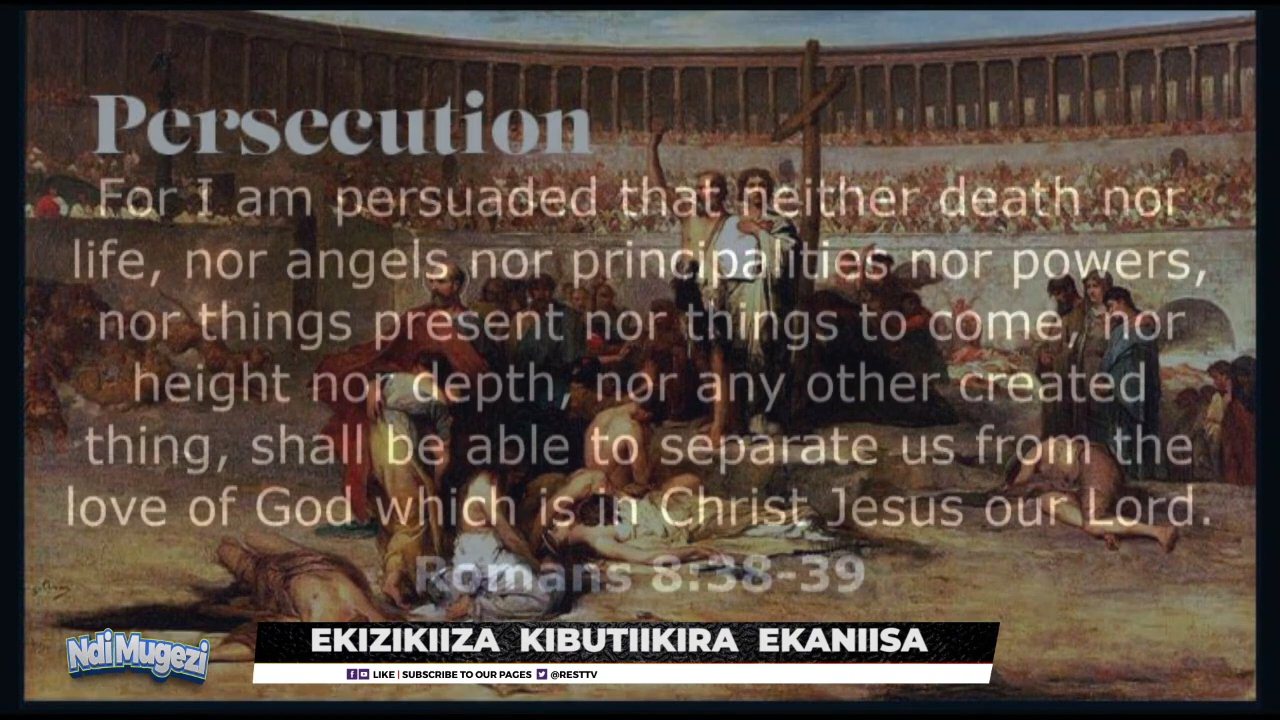 Persecution
For I am persuaded that neither death nor
life, nor angels nor principalities nor powers,
nor things present nor things to come, nor
height nor depth, nor any other created
thing, shall be able to separate us from the
love of God which is in Christ Jesus our Lord.
Romans 8:38-39
Ndi Mugezi
EKIZIKIIZA KIBUTIIKIRA EKANIISA
LIKE | SUBSCRIBE TO OUR PAGES @RESTTV